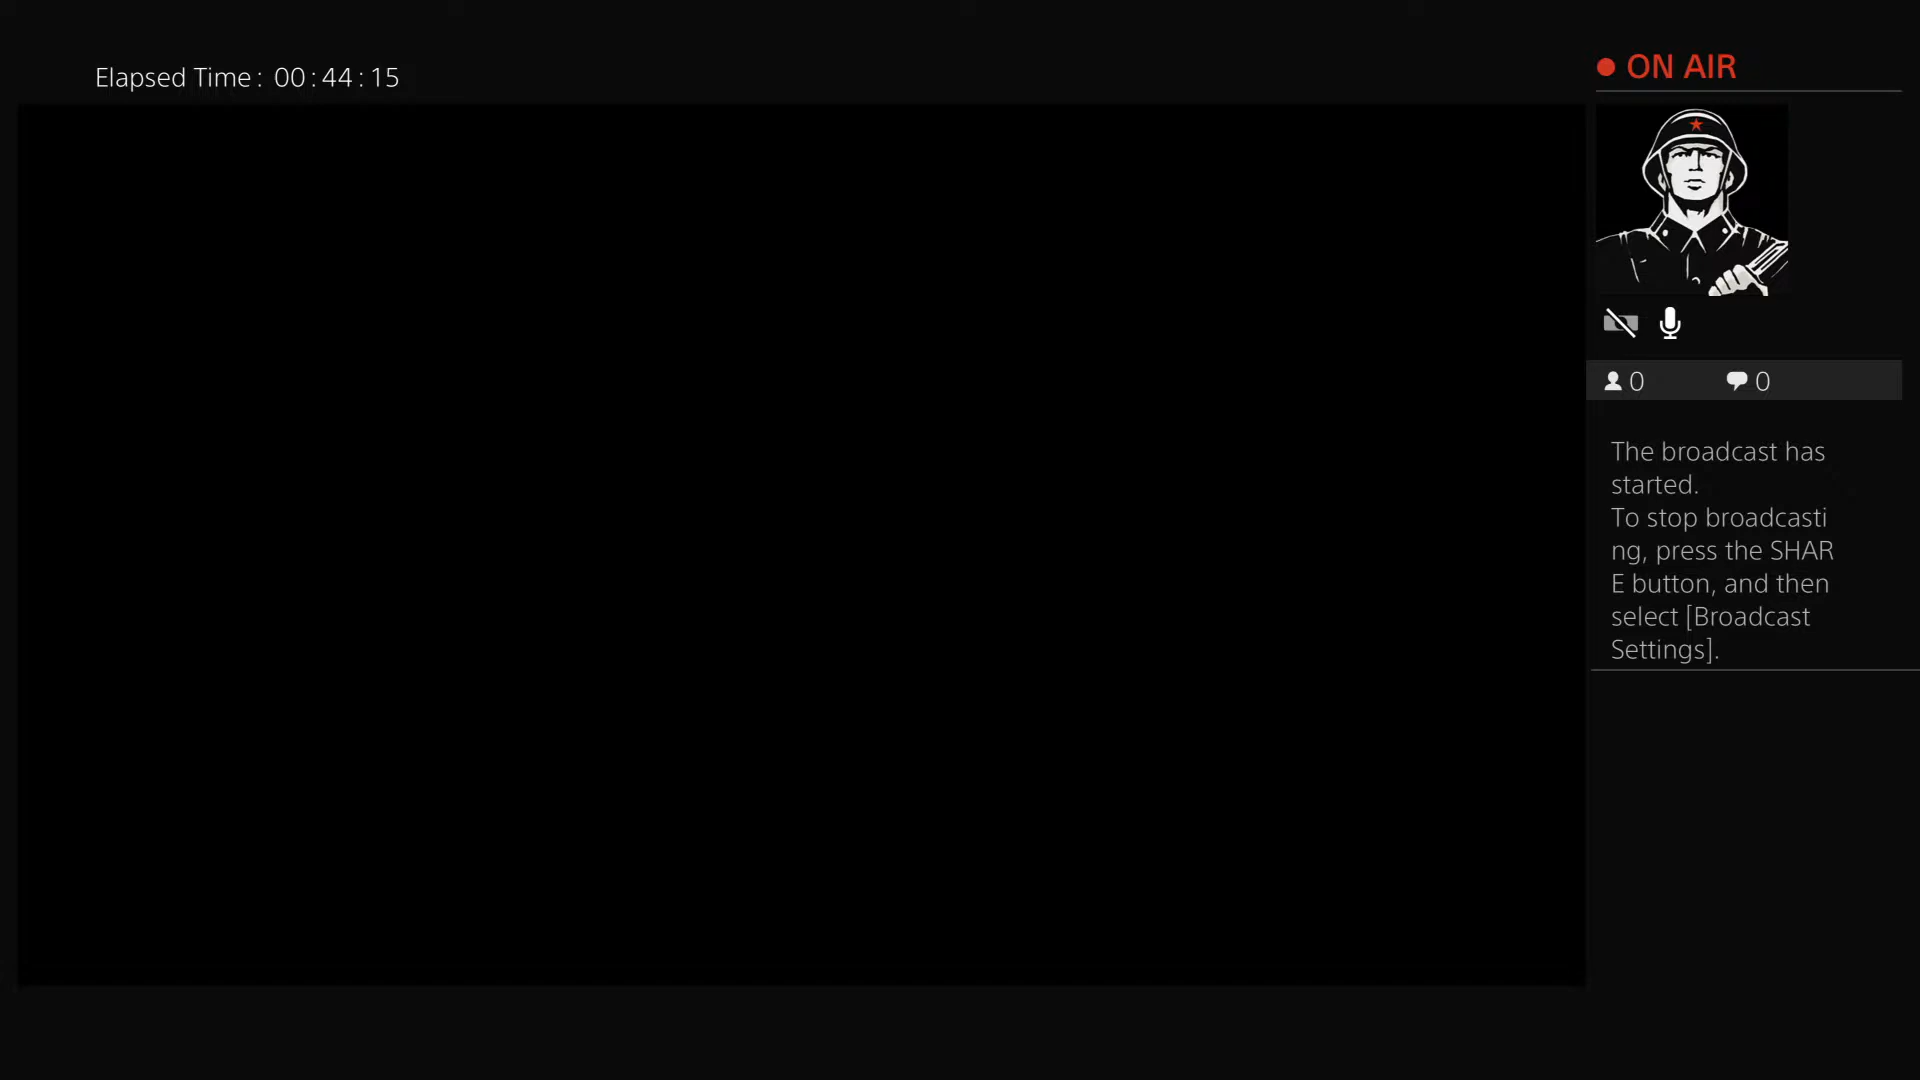 Elapsed Time: 00:44:15
ON AIR
0 0
The broadcast has
started.
To stop broadcasti
ng, press the SHAR
E button, and then
select [Broadcast
Settings].